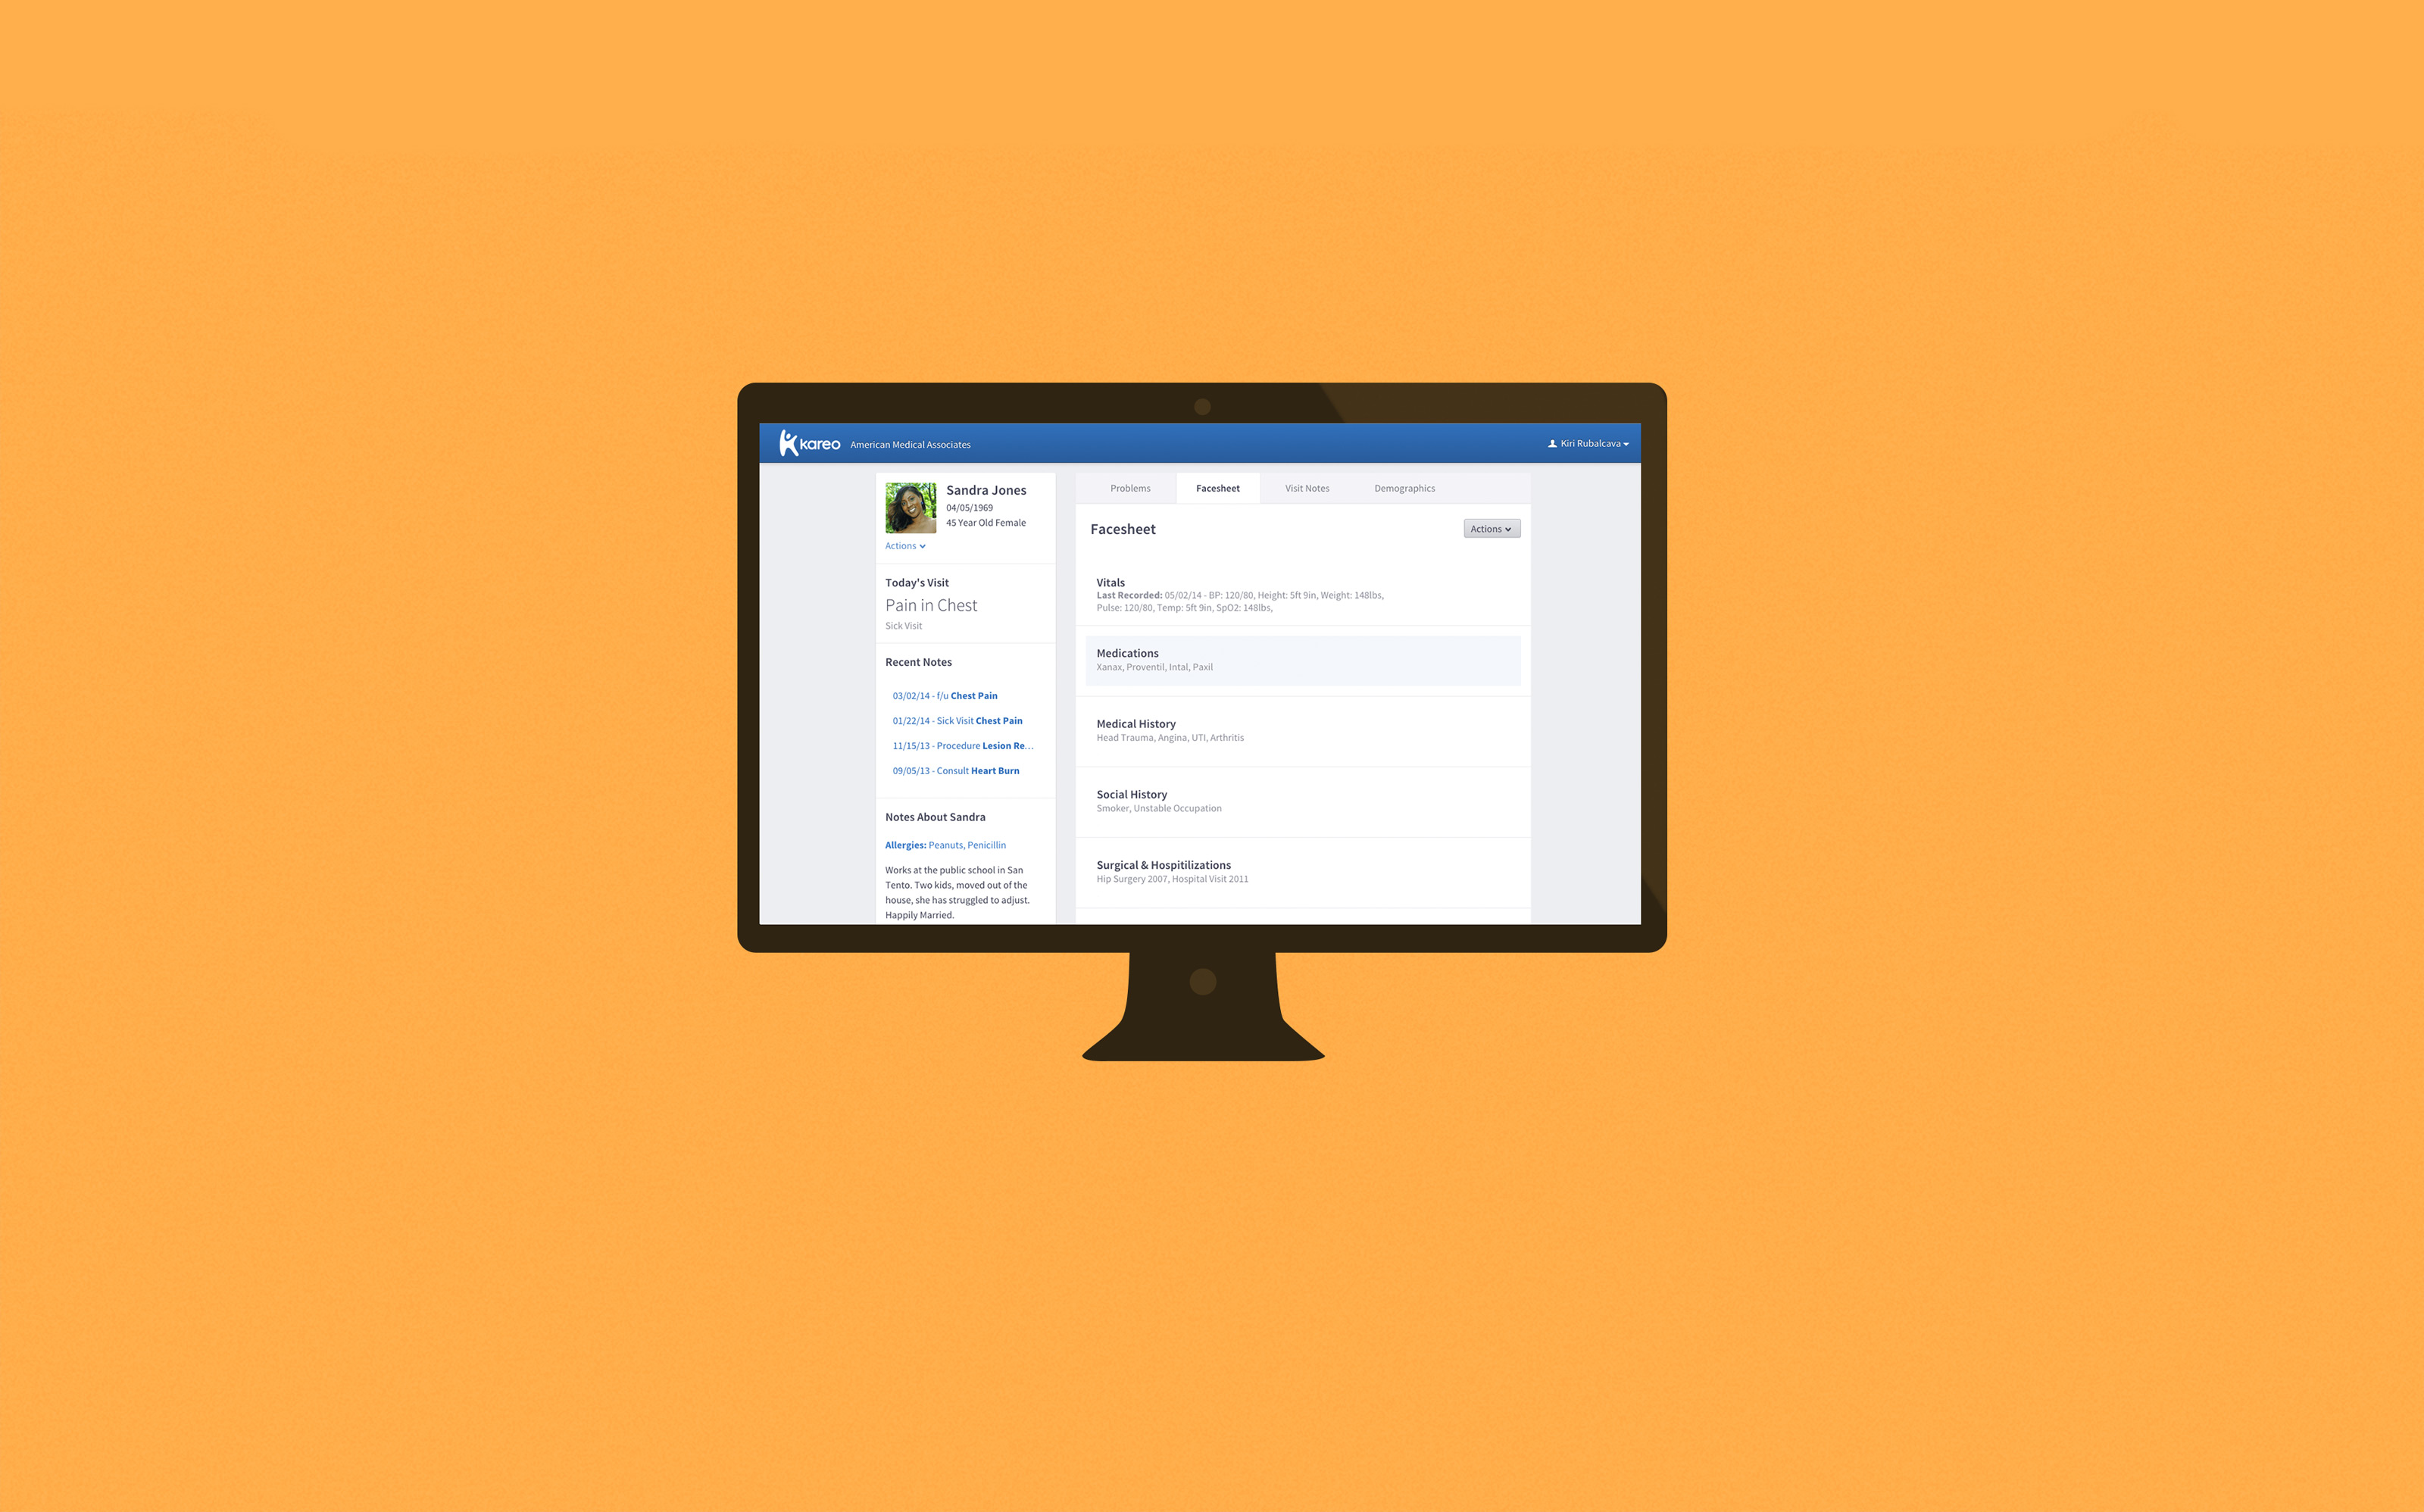 kareo American Medical Associates
Kiri Rubalcava
Sandra Jones
04/05/1969
45 Year Old Female
Actions
Today's Visit
Pain in Chest
Sick Visit
Recent Notes
03/02/14 - f/u Chest Pain
01/22/14 - Sick Visit Chest Pain
11/15/13 - Procedure Lesion Re...
09/05/13 - Consult Heart Burn
Notes About Sandra
Allergies: Peanuts, Penicillin
Works at the public school in San
Tento. Two kids, moved out of the
house, she has struggled to adjust.
Happily Married.
Problems Facesheet Visit Notes Demographics
Facesheet
Actions
Vitals
Last Recorded: 05/02/14 - BP: 120/80, Height: 5ft 9in, Weight: 148lbs,
Pulse: 120/80, Temp: 5ft 9in, SpO2: 148lbs,
Medications
Xanax, Proventil, Intal, Paxil
Medical History
Head Trauma, Angina, UTI, Arthritis
Social History
Smoker, Unstable Occupation
Surgical & Hospitilizations
Hip Surgery 2007, Hospital Visit 2011